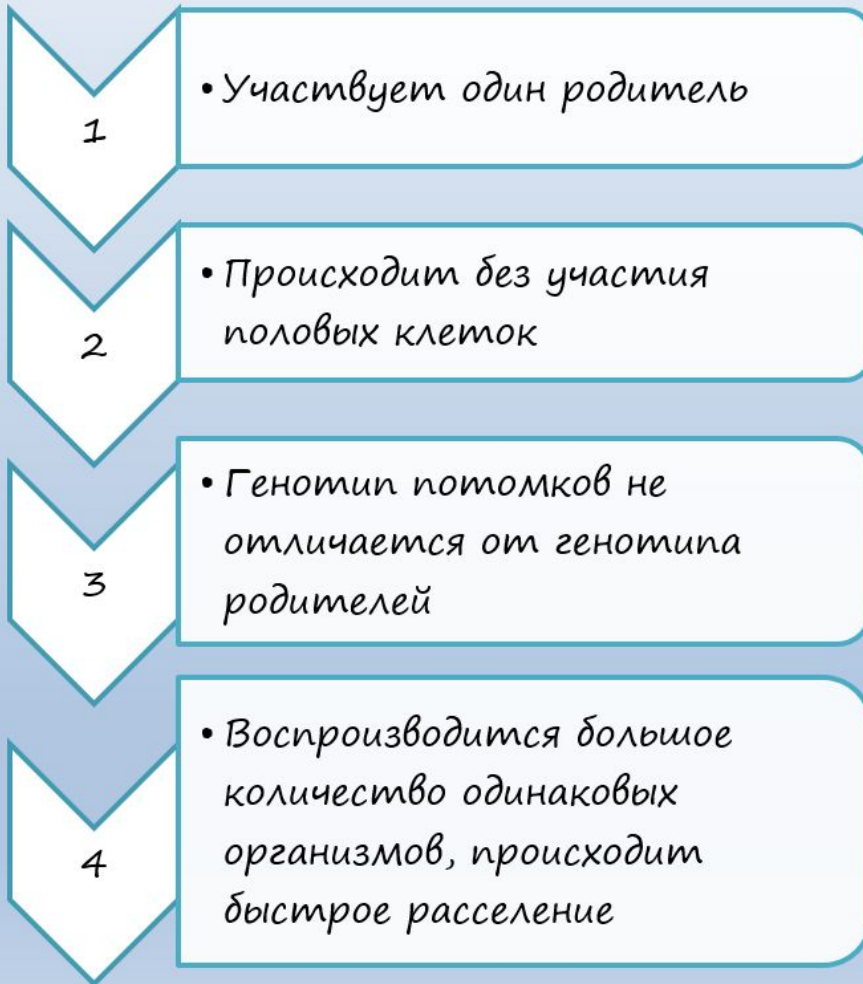 1
• Участвует один родитель
2
• Происходит без участия
половых клеток
3
• Генотип потомков не
отличается от генотипа
родителей
4
• Воспроизводится большое
количество одинаковых
организмов, происходит
быстрое расселение